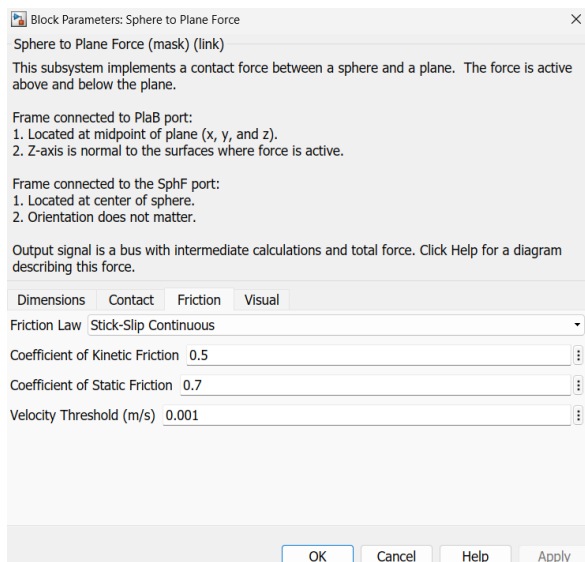 Block Parameters: Sphere to Plane Force
Sphere to Plane Force (mask) (link)
This subsystem implements a contact force between a sphere and a plane.  The force is active
above and below the plane.
Frame connected to PlaB port:
1. Located at midpoint of plane (x, y, and z).
2. Z-axis is normal to the surfaces where force is active.
Frame connected to the SphF port:
1. Located at center of sphere.
2. Orientation does not matter.
Output signal is a bus with intermediate calculations and total force. Click Help for a diagram
describing this force.
Dimensions Contact Friction Visual
Friction Law Stick-Slip Continuous
Coefficient of Kinetic Friction 0.5
Coefficient of Static Friction 0.7
Velocity Threshold (m/s) 0.001
OK Cancel Help Apply